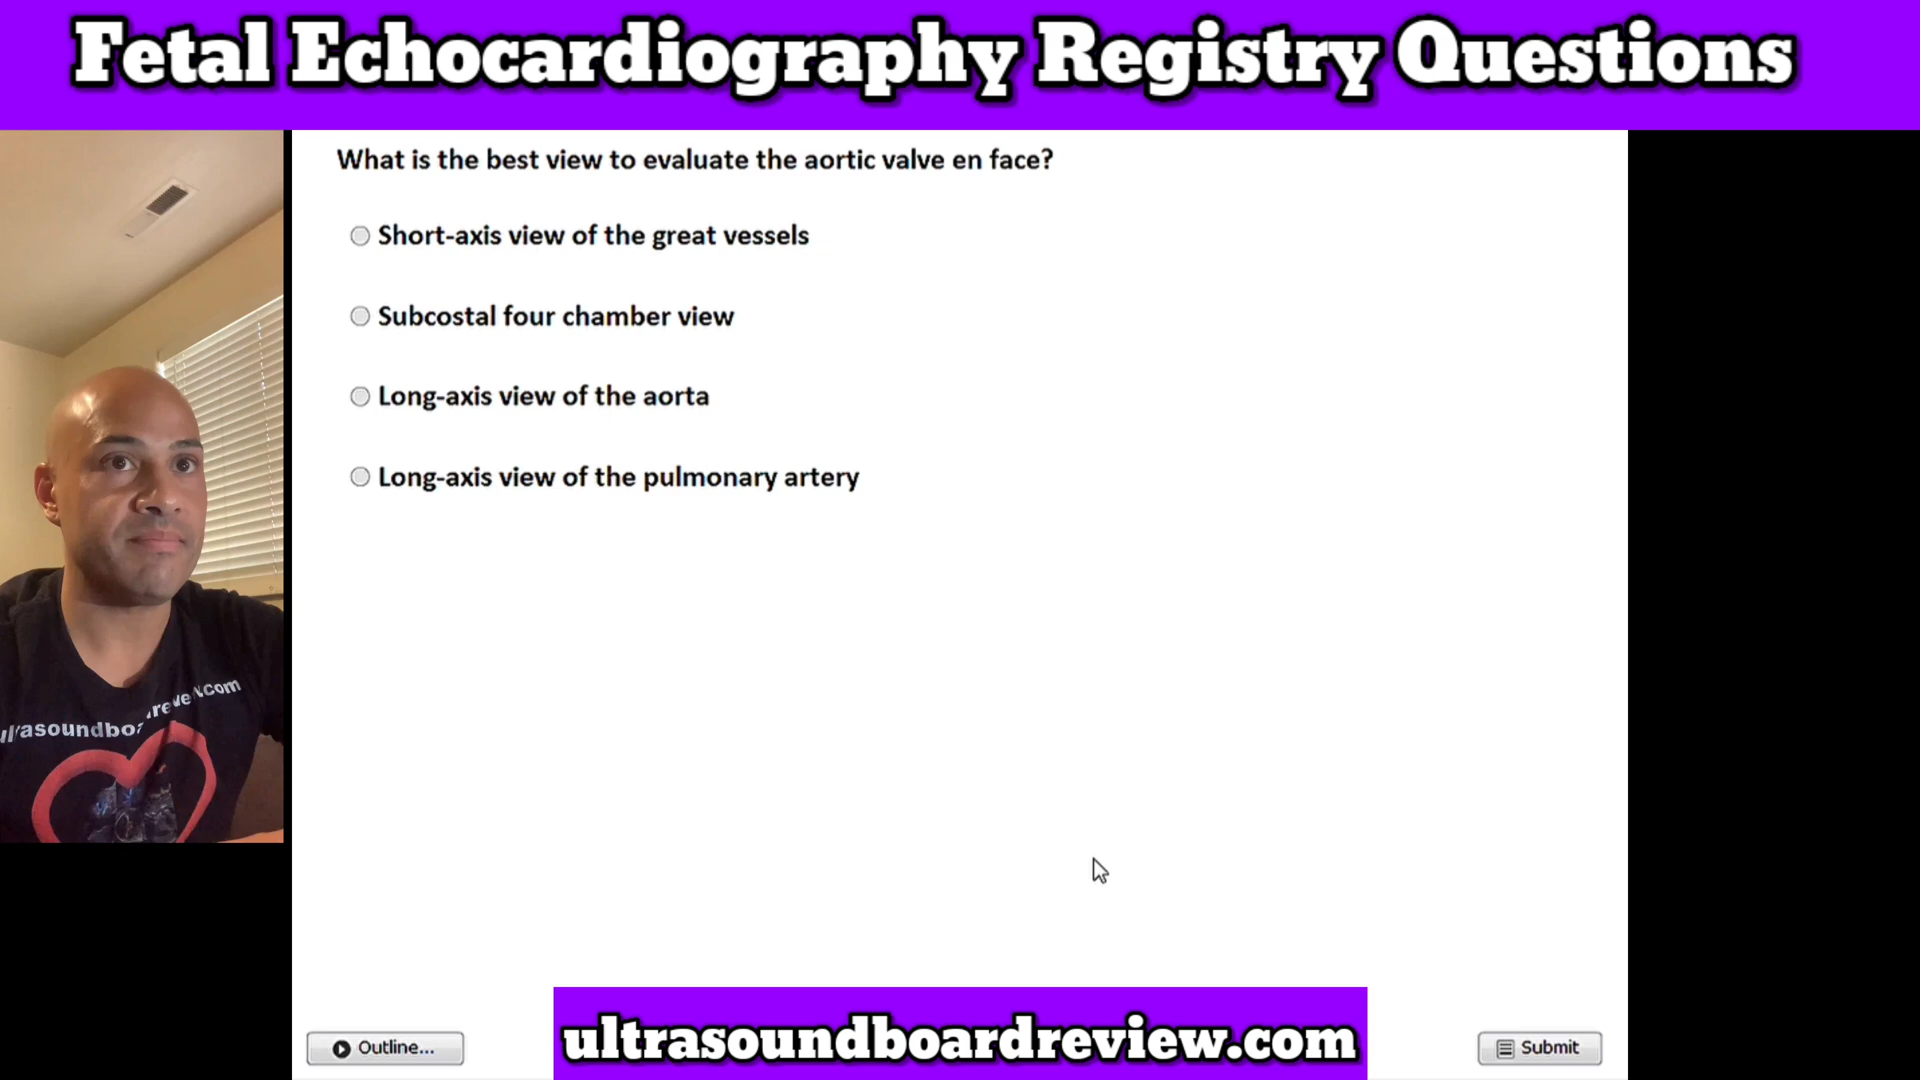 Fetal Echocardiography Registry Questions
What is the best view to evaluate the aortic valve en face?
Short-axis view of the great vessels
Subcostal four chamber view
Long-axis view of the aorta
Long-axis view of the pulmonary artery
ultrasoundboardreview.com
Outline...
ultrasoundboardreview.com
Submit